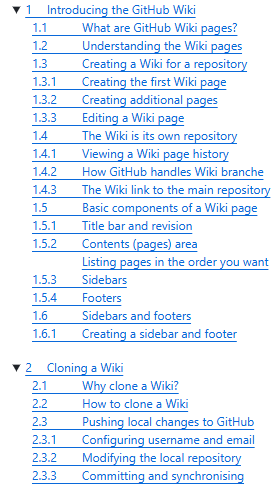 1 Introducing the GitHub Wiki
1.1 What are GitHub Wiki pages?
1.2 Understanding the Wiki pages
1.3 Creating a Wiki for a repository
1.3.1 Creating the first Wiki page
1.3.2 Creating additional pages
1.3.3 Editing a Wiki page
1.4 The Wiki is its own repository
1.4.1 Viewing a Wiki page history
1.4.2 How GitHub handles Wiki branche
1.4.3 The Wiki link to the main repository
1.5 Basic components of a Wiki page
1.5.1 Title bar and revision
1.5.2 Contents (pages) area
Listing pages in the order you want
1.5.3 Sidebars
1.5.4 Footers
1.6 Sidebars and footers
1.6.1 Creating a sidebar and footer
2 Cloning a Wiki
2.1 Why clone a Wiki?
2.2 How to clone a Wiki
2.3 Pushing local changes to GitHub
2.3.1 Configuring username and email
2.3.2 Modifying the local repository
2.3.3 Committing and synchronising